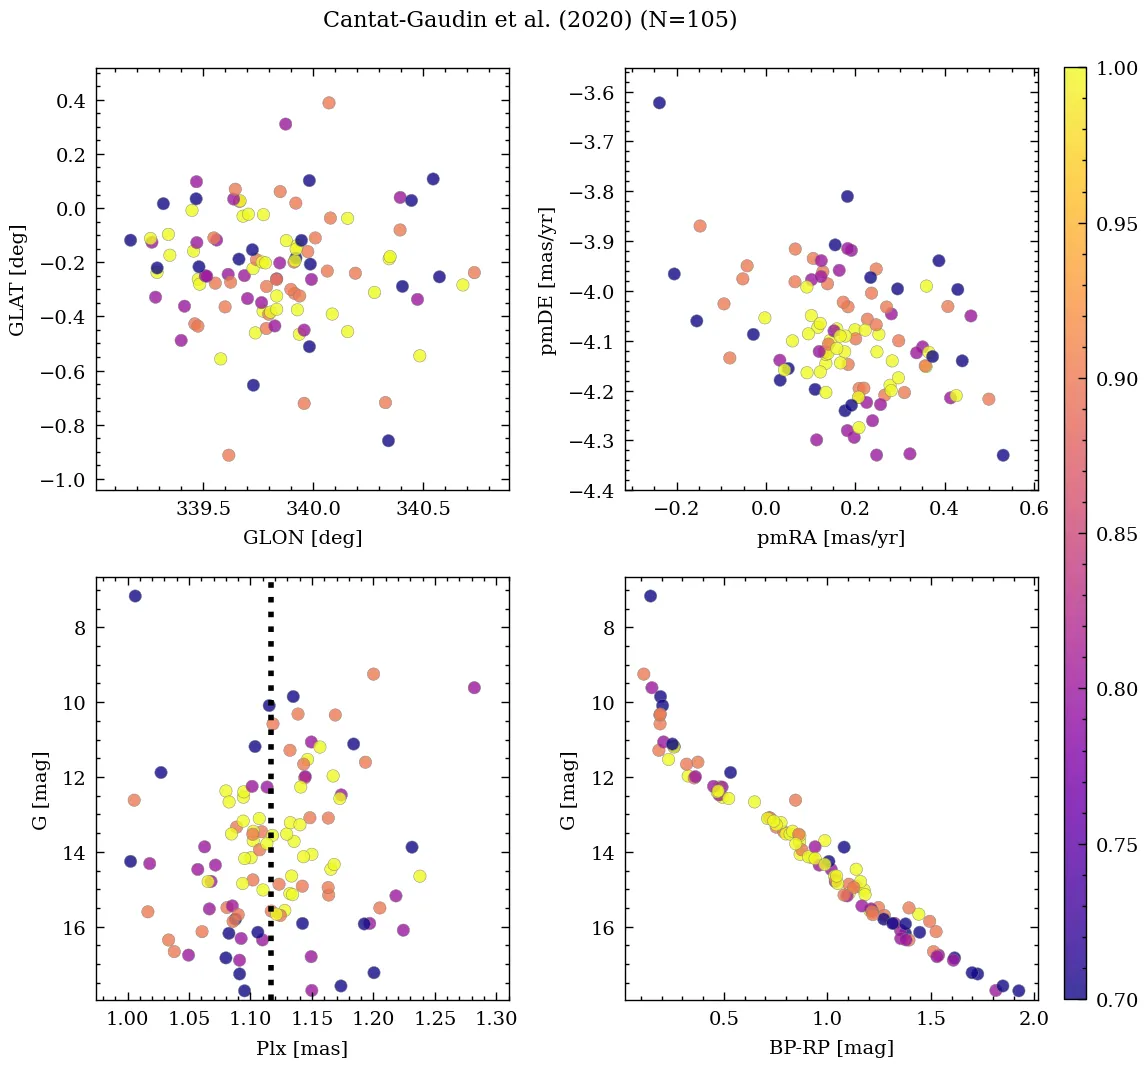 Cantat-Gaudin et al. (2020) (N=105)
0.4
0.2
0.0
−0.2
−0.4
−0.6
−0.8
−1.0
GLAT [deg]
339.5 340.0 340.5
GLON [deg]
−3.6
−3.7
−3.8
−3.9
−4.0
−4.1
−4.2
−4.3
−4.4
pmDE [mas/yr]
−0.2 0.0 0.2 0.4 0.6
pmRA [mas/yr]
8
10
12
14
16
G [mag]
1.00 1.05 1.10 1.15 1.20 1.25 1.30
Plx [mas]
8
10
12
14
16
G [mag]
0.5 1.0 1.5 2.0
BP-RP [mag]
1.00
0.95
0.90
0.85
0.80
0.75
0.70